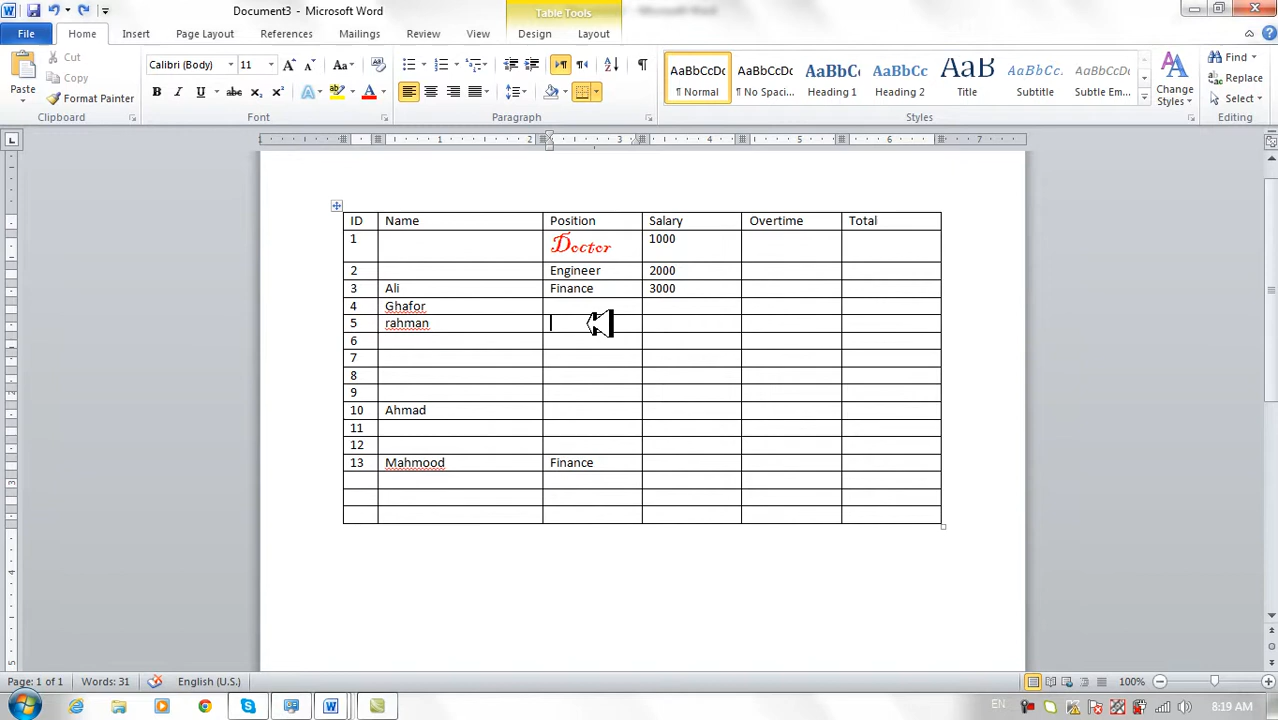 Document3 - Microsoft Word
Table Tools
File Home Insert Page Layout References Mailings Review View Design Layout
Paste
Cut
Copy
Format Painter
Clipboard
Calibri (Body) 11
Font
Paragraph
AaBbCcDc AaBbCcDc AaBbC AaBbCc AaB AaBbCc. AaBbCcDc
¶ Normal ¶ No Spaci... Heading 1 Heading 2 Title Subtitle Subtle Em...
Change
Styles
Styles
Find
Replace
Select
Editing
ID Name Position Salary Overtime Total
1 Doctor 1000
2 Engineer 2000
3 Ali Finance 3000
4 Ghafor
5 rahman
6
7
8
9
10 Ahmad
11
12
13 Mahmood Finance
Page: 1 of 1 Words: 31 English (U.S.) 100%
EN 8:19 AM